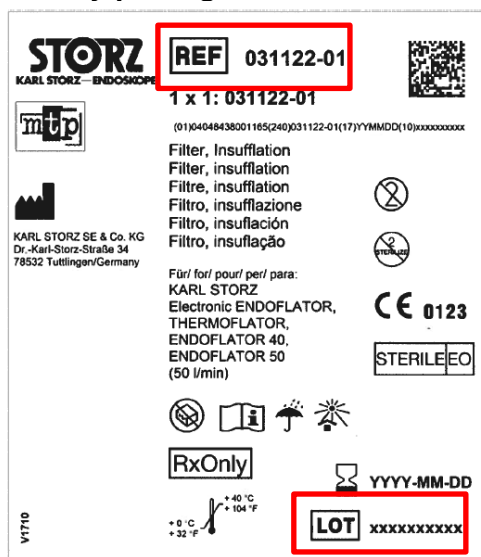 STORZ
KARL STORZ—ENDOSKOPE
REF 031122-01
1 x 1: 031122-01
(01)04048438001165(240)031122-01(17)YYMMDD(10)xxxxxxxxxx
mtp
Filter, Insufflation
Filter, insufflation
Filtre, insufflation
Filtro, insufflazione
Filtro, insuflación
Filtro, insuflação
2
2
STERILIZE
KARL STORZ SE & Co. KG
Dr.-Karl-Storz-Straße 34
78532 Tuttlingen/Germany
Für/ for/ pour/ per/ para:
KARL STORZ
Electronic ENDOFLATOR,
THERMOFLATOR,
ENDOFLATOR 40,
ENDOFLATOR 50
(50 l/min)
CE 0123
STERILE EO
i
RxOnly
YYYY-MM-DD
+40 °C
+ 104 °F
+ 0 °C
+ 32 °F
LOT xxxxxxxxxx
V1710